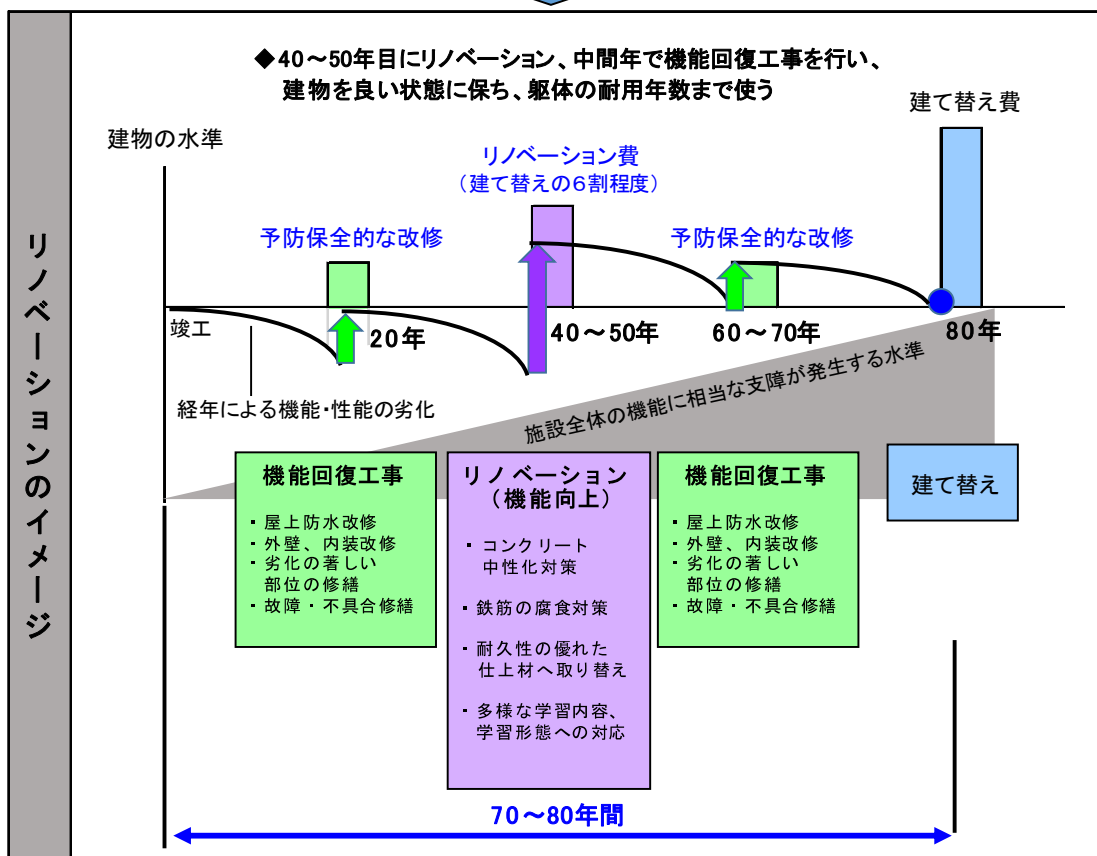 リノベーションのイメージ
◆40～50年目にリノベーション、中間年で機能回復工事を行い、
建物を良い状態に保ち、躯体の耐用年数まで使う
建て替え費
建物の水準
リノベーション費
（建て替えの６割程度）
予防保全的な改修
予防保全的な改修
竣工
20年
40～50年
60～70年
80年
経年による機能・性能の劣化
施設全体の機能に相当な支障が発生する水準
機能回復工事
・屋上防水改修
・外壁、内装改修
・劣化の著しい
部位の修繕
・故障・不具合修繕
リノベーション
（機能向上）
・コンクリート
中性化対策
・鉄筋の腐食対策
・耐久性の優れた
仕上材へ取り替え
・多様な学習内容、
学習形態への対応
機能回復工事
・屋上防水改修
・外壁、内装改修
・劣化の著しい
部位の修繕
・故障・不具合修繕
建て替え
70～80年間